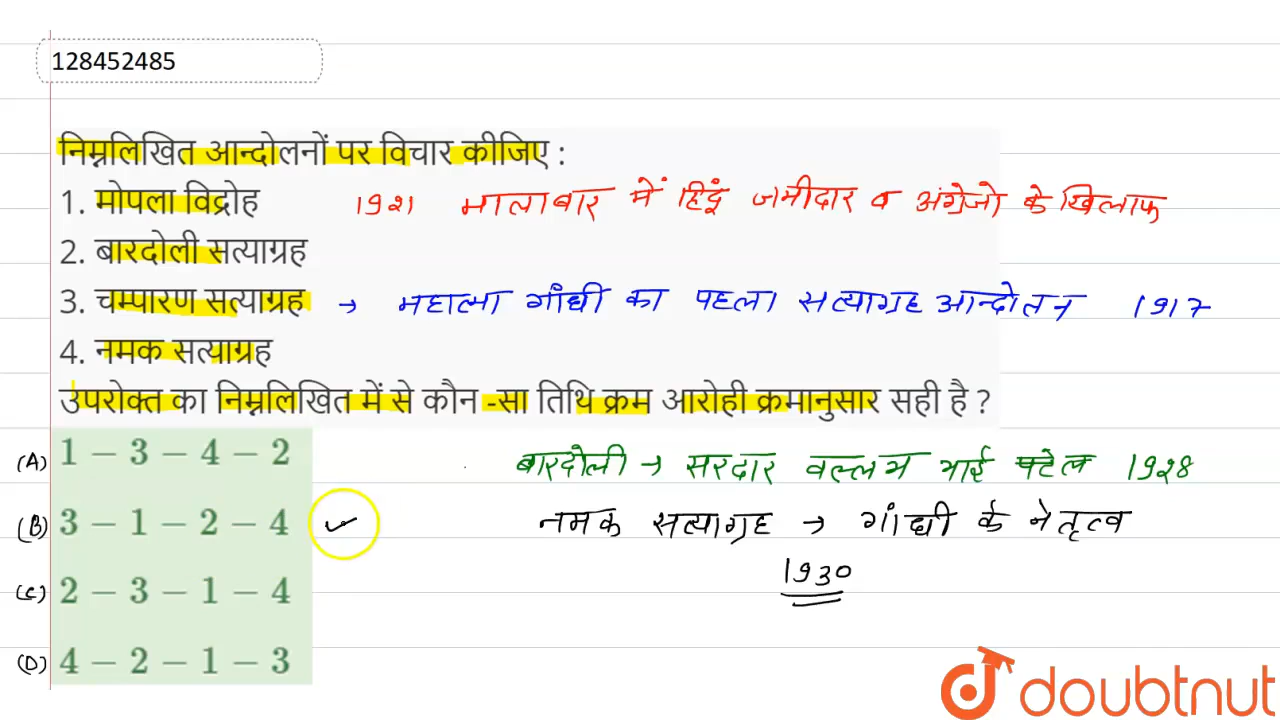 128452485
निम्नलिखित आन्दोलनों पर विचार कीजिए :
1. मोपला विद्रोह 1921 मालाबार में हिंदू जमीदार व अंग्रेजो के खिलाफ
2. बारदोली सत्याग्रह
3. चम्पारण सत्याग्रह → महात्मा गांधी का पहला सत्याग्रह आन्दोलन 1917
4. नमक सत्याग्रह
उपरोक्त का निम्नलिखित में से कौन -सा तिथि क्रम आरोही क्रमानुसार सही है ?
(A) 1 – 3 – 4 – 2 बारदोली → सरदार वल्लभ भाई पटेल 1928
(B) 3 – 1 – 2 – 4 ✓ नमक सत्याग्रह → गांधी के नेतृत्व
1930
(C) 2 – 3 – 1 – 4
(D) 4 – 2 – 1 – 3
doubtnut